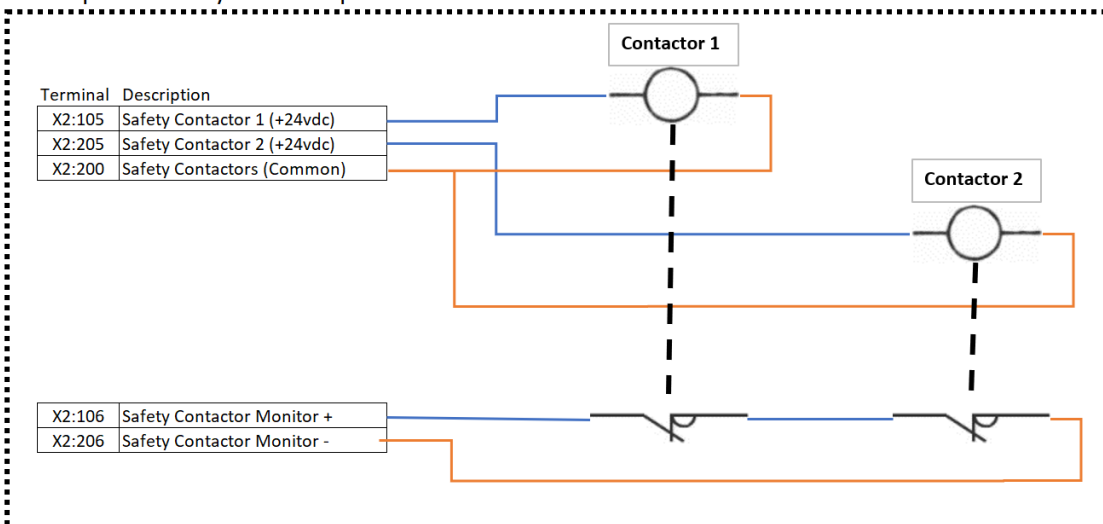 Contactor 1
Terminal Description
X2:105 Safety Contactor 1 (+24vdc)
X2:205 Safety Contactor 2 (+24vdc)
X2:200 Safety Contactors (Common)
Contactor 2
X2:106 Safety Contactor Monitor +
X2:206 Safety Contactor Monitor -